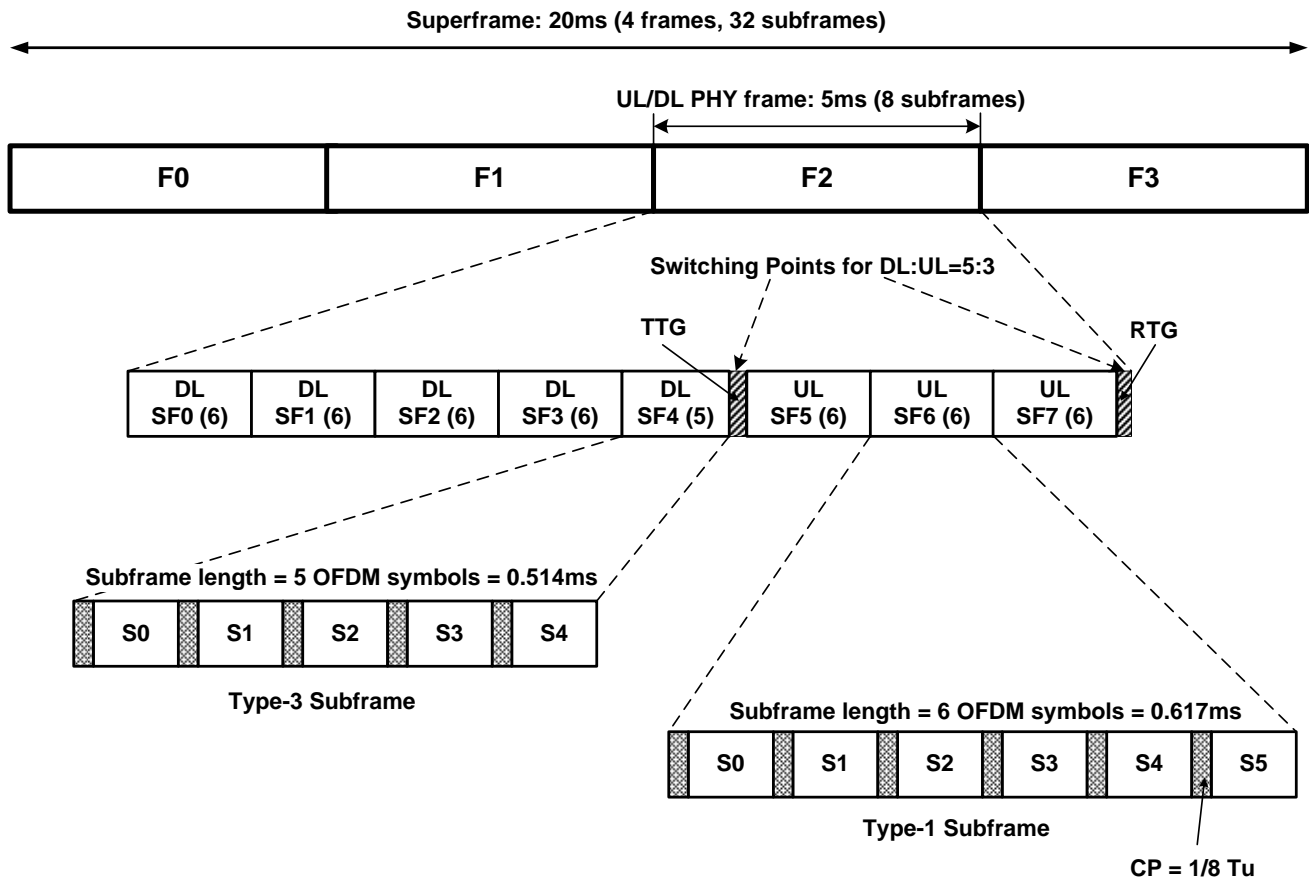 Superframe: 20ms (4 frames, 32 subframes)
UL/DL PHY frame: 5ms (8 subframes)
F0 F1 F2 F3
Switching Points for DL:UL=5:3
TTG RTG
DL DL DL DL DL UL UL UL
SF0 (6) SF1 (6) SF2 (6) SF3 (6) SF4 (5) SF5 (6) SF6 (6) SF7 (6)
Subframe length = 5 OFDM symbols = 0.514ms
S0 S1 S2 S3 S4
Type-3 Subframe
Subframe length = 6 OFDM symbols = 0.617ms
S0 S1 S2 S3 S4 S5
Type-1 Subframe
CP = 1/8 Tu